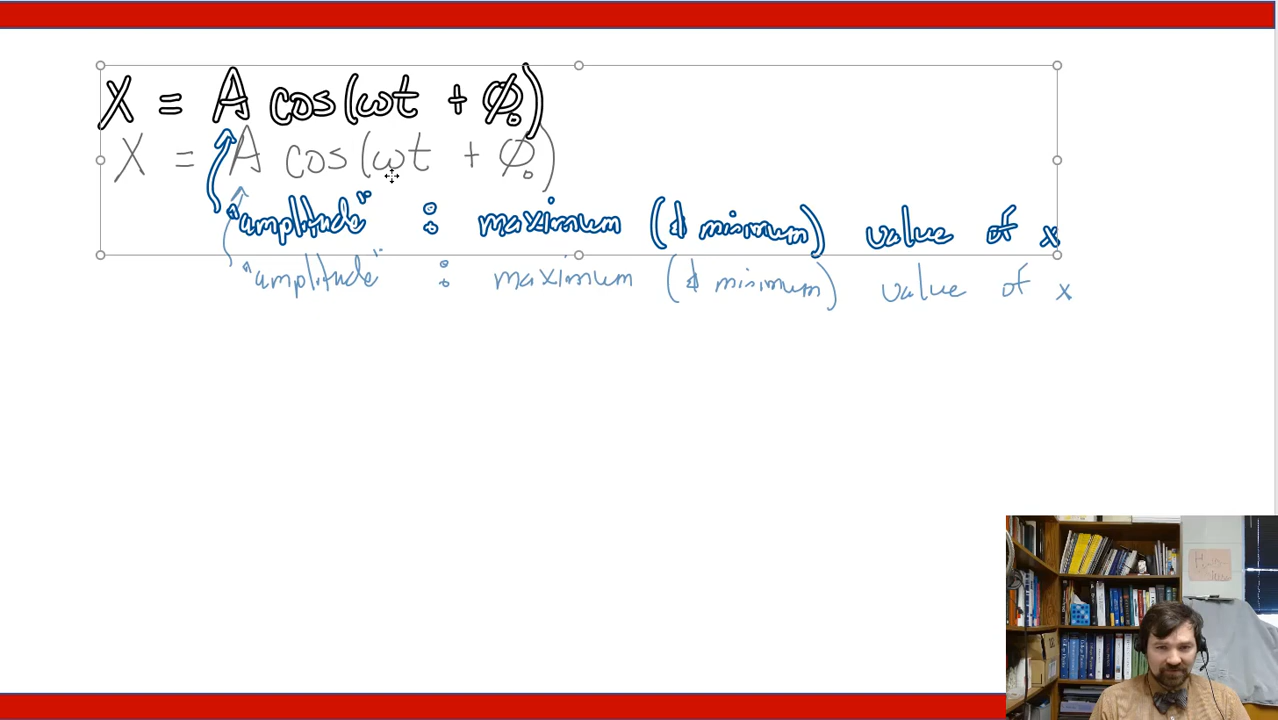 X = A cos(ωt + φ₀)
X = A cos(ωt + φ₀)
"amplitude" : maximum (& minimum) value of x
"amplitude" : maximum (& minimum) value of x